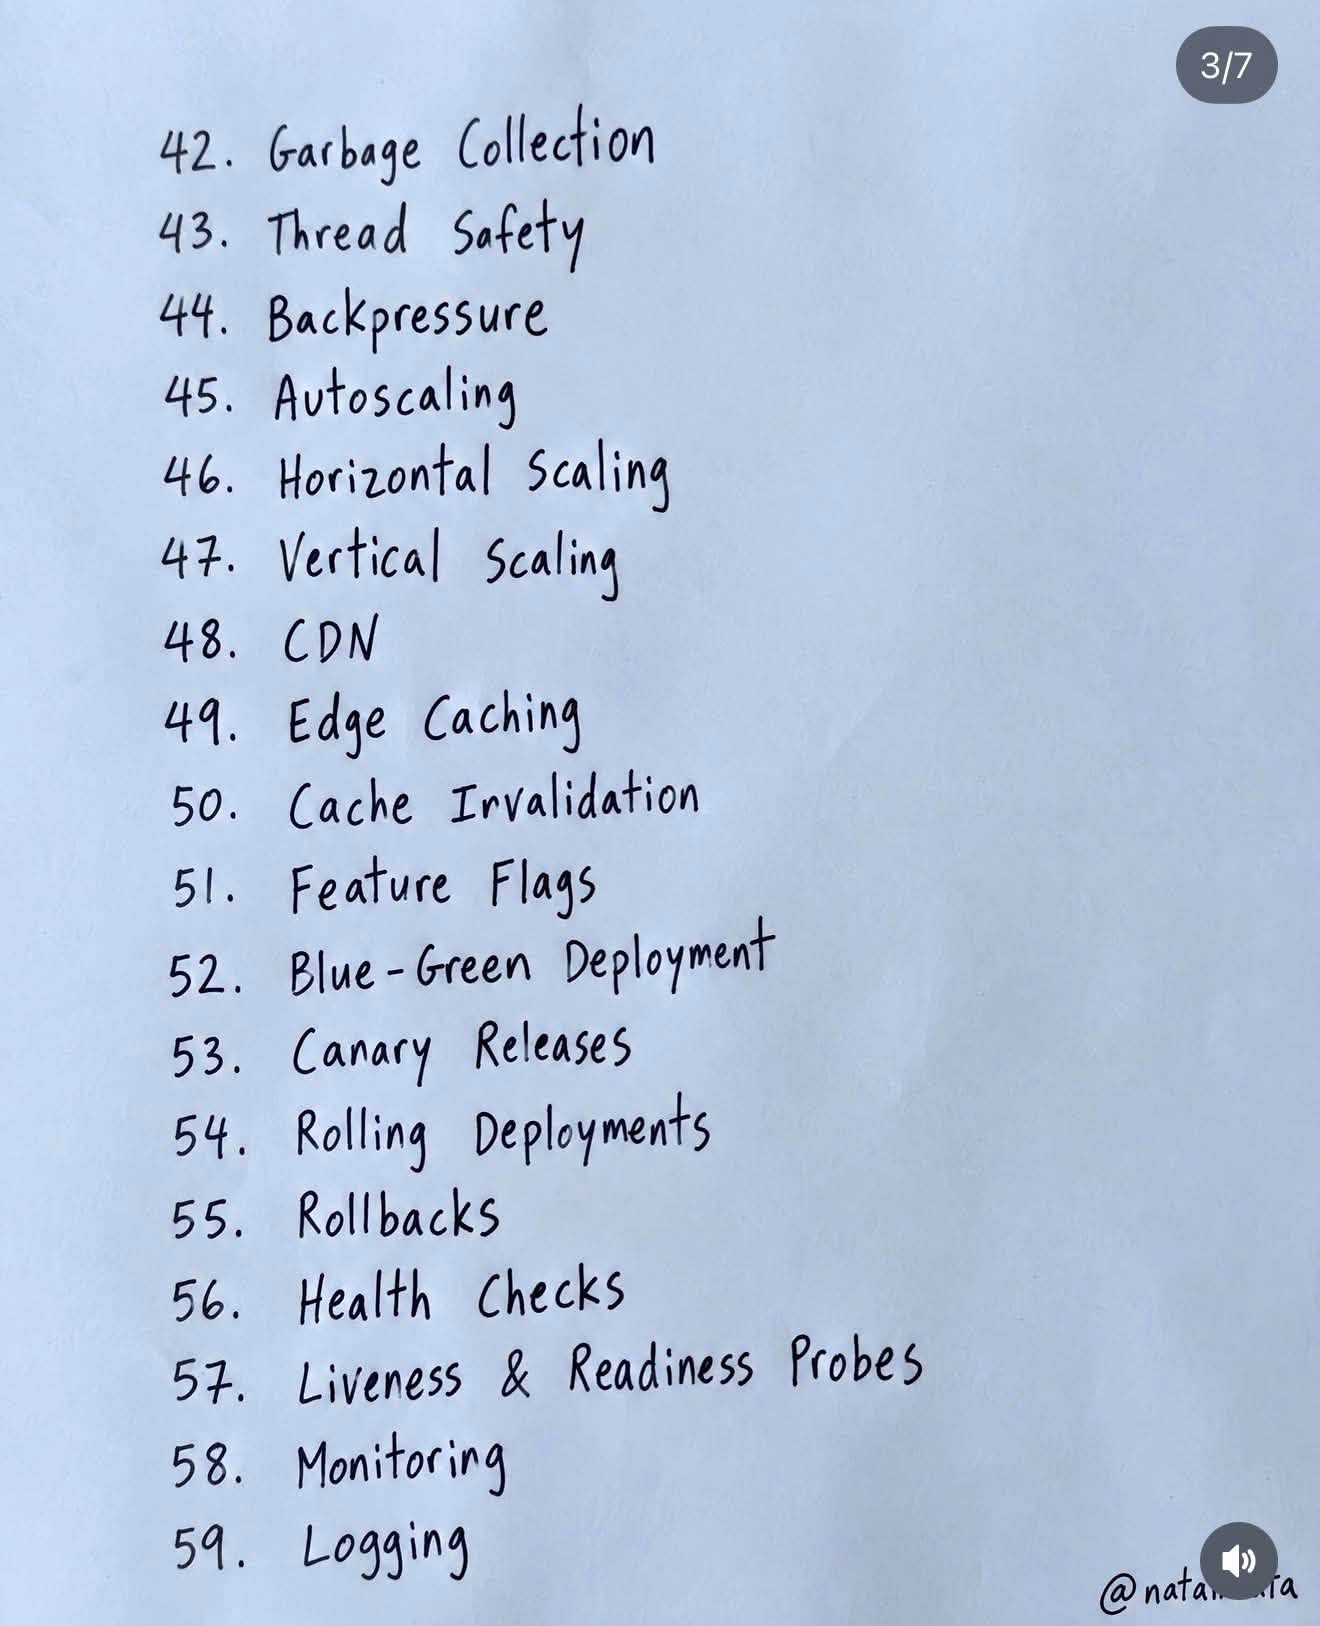 3/7
42. Garbage Collection
43. Thread Safety
44. Backpressure
45. Autoscaling
46. Horizontal Scaling
47. Vertical Scaling
48. CDN
49. Edge Caching
50. Cache Invalidation
51. Feature Flags
52. Blue-Green Deployment
53. Canary Releases
54. Rolling Deployments
55. Rollbacks
56. Health Checks
57. Liveness & Readiness Probes
58. Monitoring
59. Logging